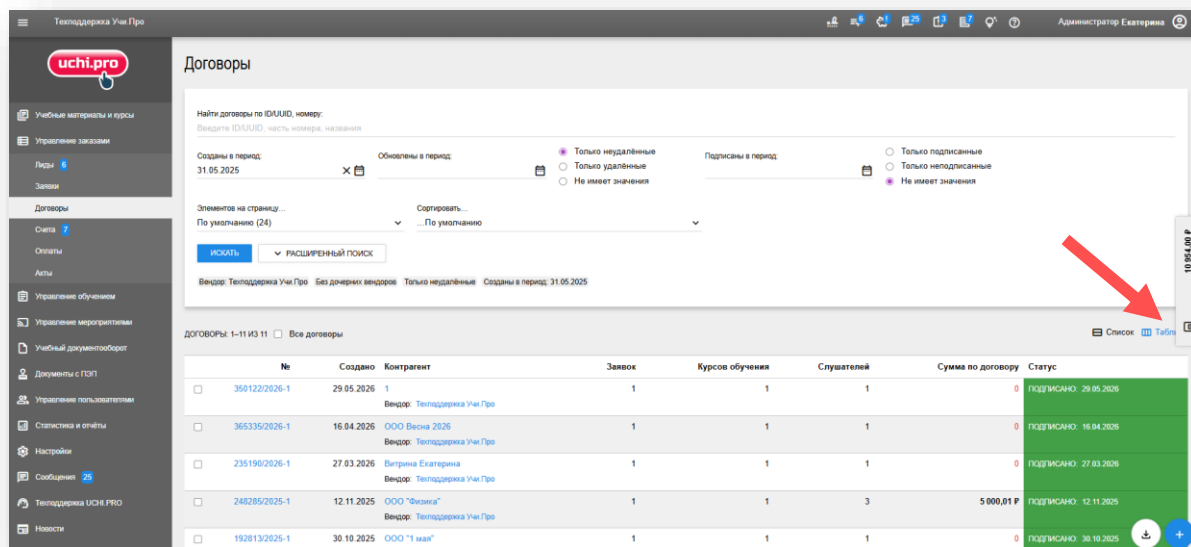 Техподдержка Учи.Про
6
1
25
3
7
Администратор Екатерина
uchi.pro
Договоры
Учебные материалы и курсы
Управление заказами
Лиды 6
Заявки
Договоры
Счета 7
Оплаты
Акты
Управление обучением
Управление мероприятиями
Учебный документооборот
Документы с ПЭП
Управление пользователями
Статистика и отчёты
Настройки
Сообщения 25
Техподдержка UCHI.PRO
Новости
Найти договоры по ID/UUID, номеру:
Введите ID/UUID, часть номера, названия
Созданы в период:
31.05.2025
Обновлены в период:
Только неудалённые
Только удалённые
Не имеет значения
Подписаны в период:
Только подписанные
Только неподписанные
Не имеет значения
Элементов на страницу...
По умолчанию (24)
Сортировать...
...По умолчанию
ИСКАТЬ
РАСШИРЕННЫЙ ПОИСК
Вендор: Техподдержка Учи.Про Без дочерних вендоров Только неудалённые Созданы в период: 31.05.2025
10 954,00 ₽
ДОГОВОРЫ: 1–11 ИЗ 11 Все договоры
Список
№ Создано Контрагент Заявок Курсов обучения Слушателей Сумма по договору Статус
350122/2026-1 29.05.2026 1 1 1 1 0 ПОДПИСАНО: 29.05.2026
Вендор: Техподдержка Учи.Про
365335/2026-1 16.04.2026 ООО Весна 2026 1 1 1 0 ПОДПИСАНО: 16.04.2026
Вендор: Техподдержка Учи.Про
235190/2026-1 27.03.2026 Витрина Екатерина 1 1 1 0 ПОДПИСАНО: 27.03.2026
Вендор: Техподдержка Учи.Про
248285/2025-1 12.11.2025 ООО "Физика" 1 1 3 5 000,01 ₽ ПОДПИСАНО: 12.11.2025
Вендор: Техподдержка Учи.Про
192813/2025-1 30.10.2025 ООО "1 мая" 1 1 1 0 ПОДПИСАНО: 30.10.2025